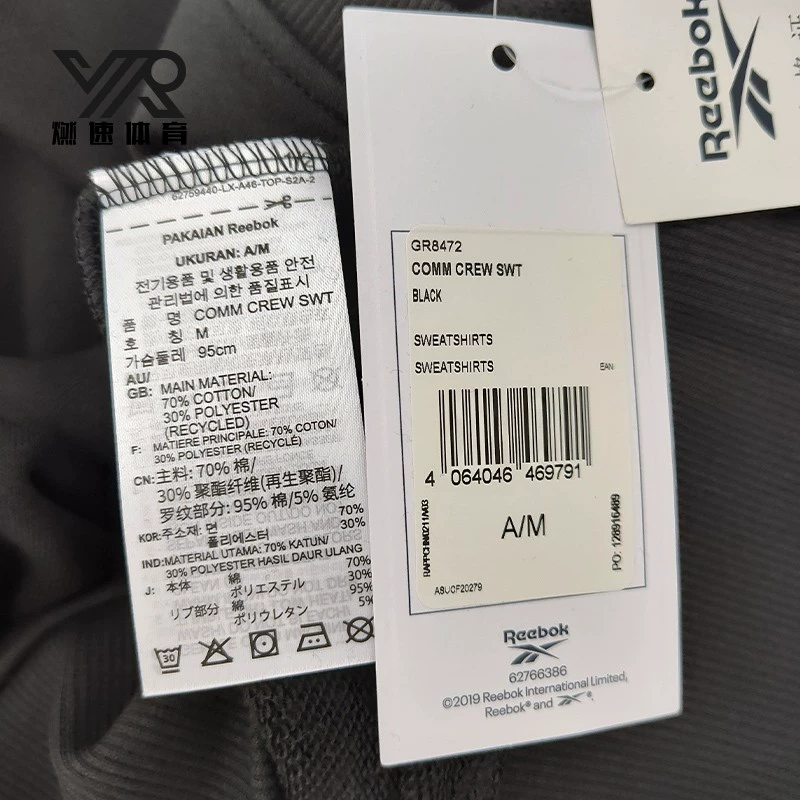 YR
燃速体育
62759440-LX-A46-TOP-S2A-2
PAKAIAN Reebok
UKURAN: A/M
전기용품 및 생활용품 안전
관리법에 의한 품질표시
품 명 COMM CREW SWT
호 칭 M
가슴둘레 95cm
AU/
GB: MAIN MATERIAL:
70% COTTON/
30% POLYESTER
(RECYCLED)
F: MATIERE PRINCIPALE: 70% COTON/
30% POLYESTER (RECYCLÉ)
CN: 主料: 70% 棉/
30% 聚酯纤维(再生聚酯)/
罗纹部分: 95% 棉/5% 氨纶
KOR: 주소재: 면 70%
폴리에스터 30%
IND: MATERIAL UTAMA: 70% KATUN/
30% POLYESTER HASIL DAUR ULANG
J: 本体 綿 70%
ポリエステル 30%
リブ部分 綿 95%
ポリウレタン 5%
30
GR8472
COMM CREW SWT
BLACK
SWEATSHIRTS
SWEATSHIRTS
EAN
4 064046 469791
A/M
PO: 128916409
ASUCF20279
Reebok
62766386
©2019 Reebok International Limited,
Reebok® and ®.
Reebok